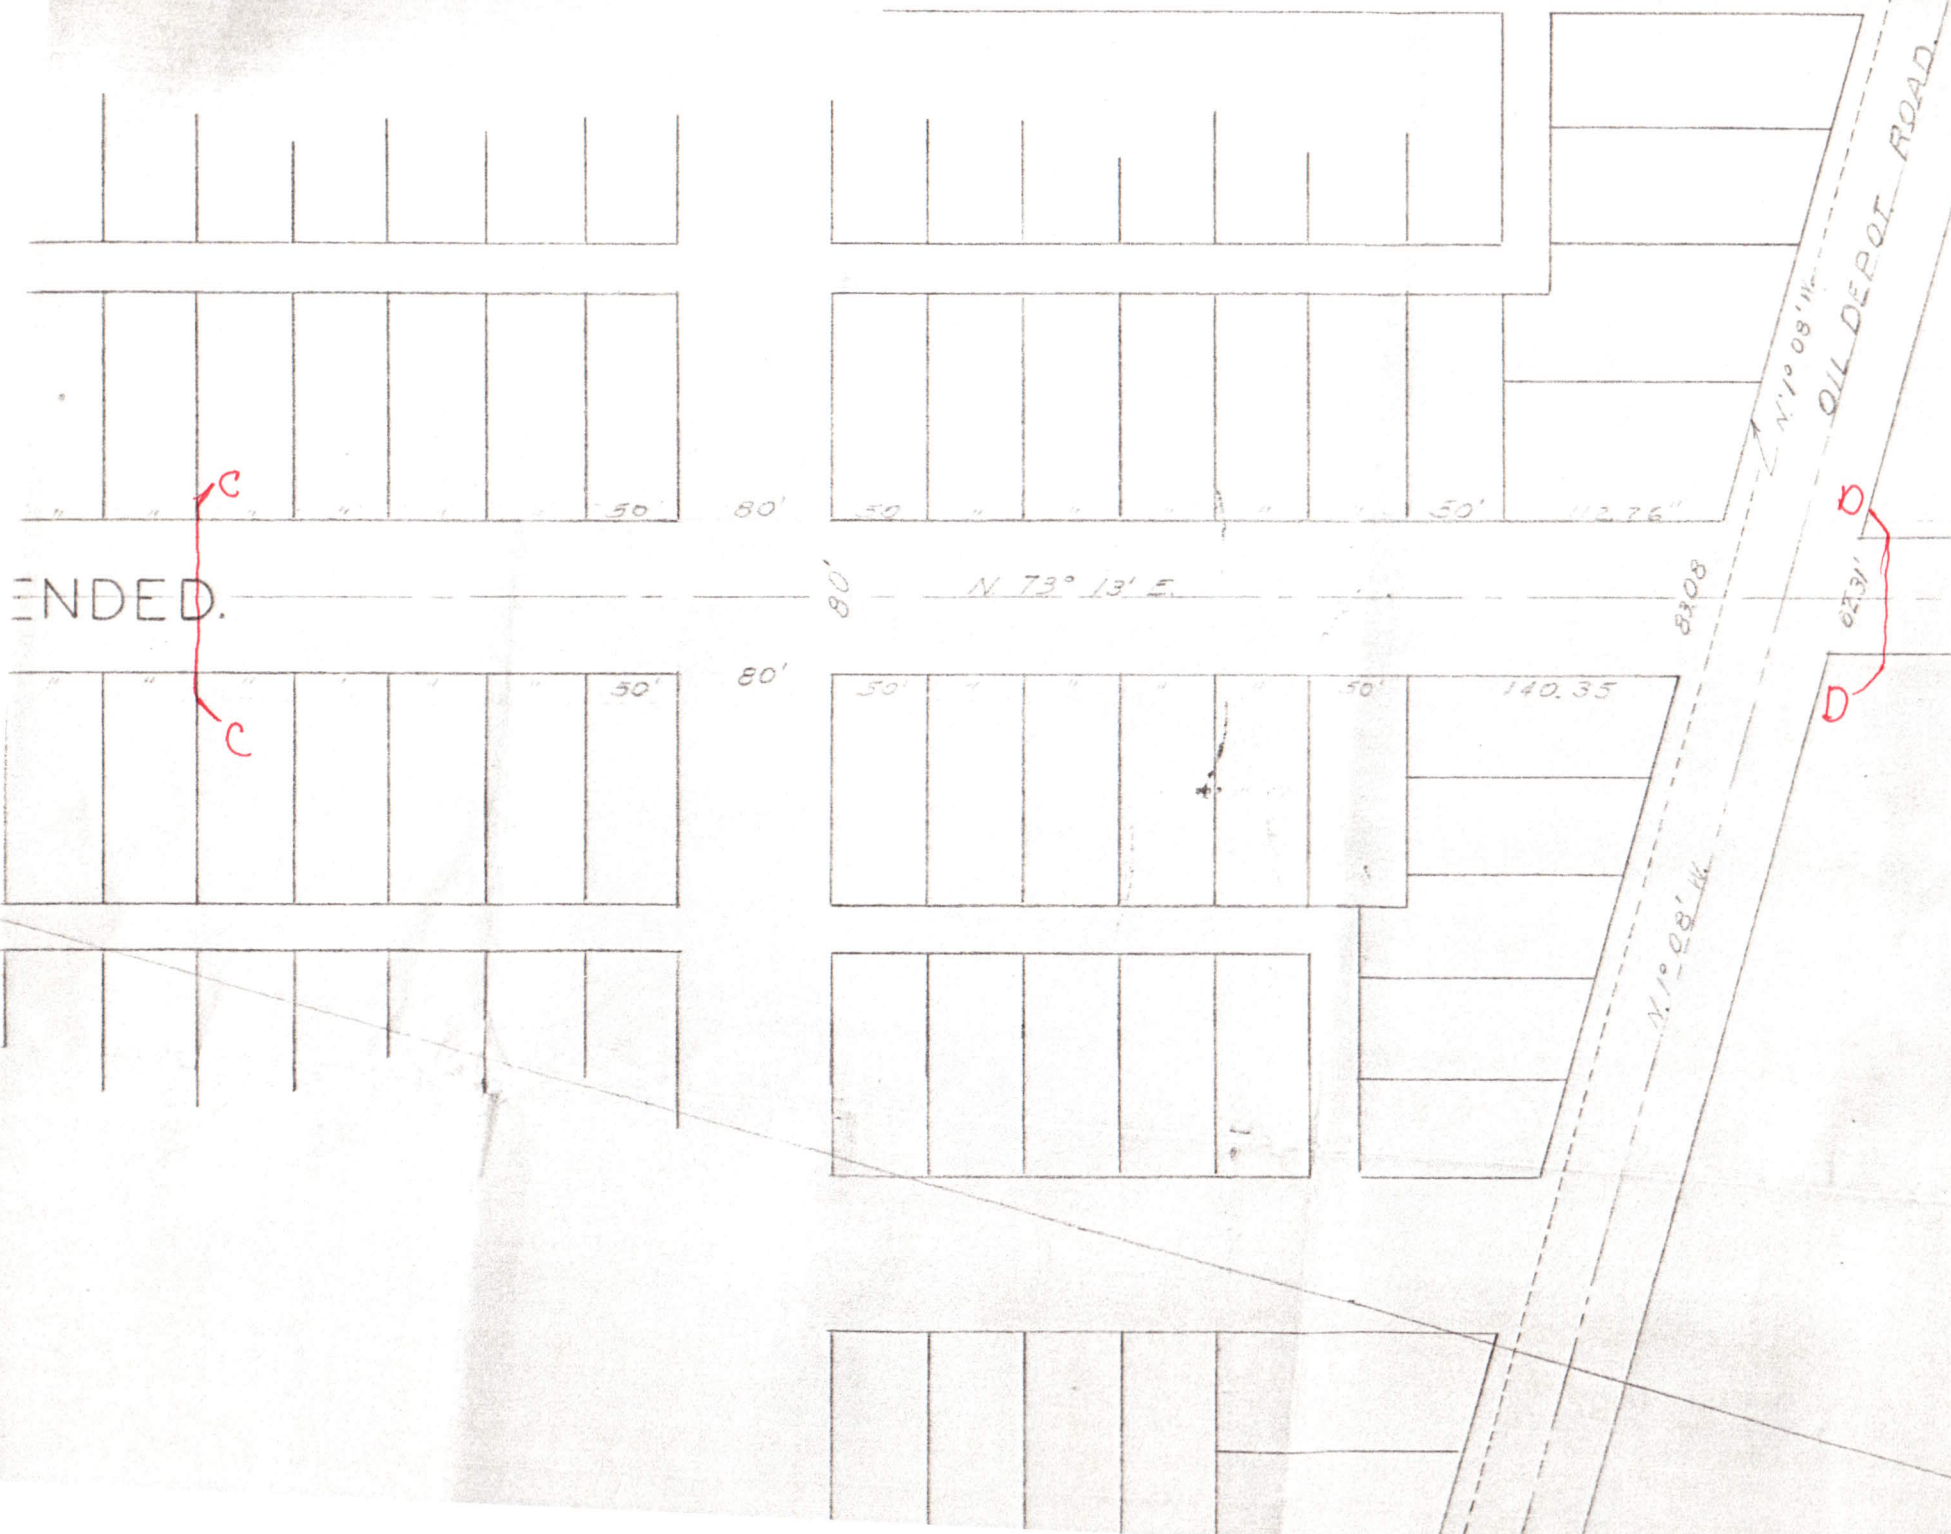 OIL DEPOT ROAD.
N. 1° 08' W.
C
D
" " " " " " 50' 80' 50 " " " " " 50' 112.76'
ENDED.
80'
N. 73° 13' E.
83.08
62.31'
" " " " " " 50' 80' 50' " " " " 50' 140.35
C
D
N. 1° 08' W.